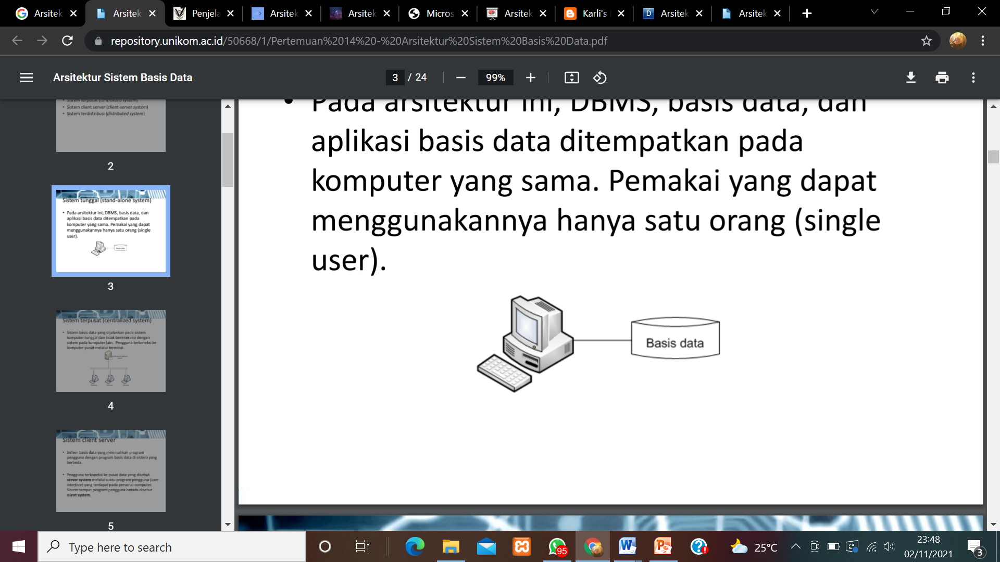 Arsitek
Arsitek
Penjela
Arsitek
Arsitek
Micros
Arsitek
Karli's
Arsitek
Arsitek
repository.unikom.ac.id/50668/1/Pertemuan%2014%20-%20Arsitektur%20Sistem%20Basis%20Data.pdf
Arsitektur Sistem Basis Data
3 / 24
99%
• Sistem terpusat (centralized system)
• Sistem client server (client-server system)
• Sistem terdistribusi (distributed system)
2
Sistem tunggal (stand-alone system)
• Pada arsitektur ini, DBMS, basis data, dan
aplikasi basis data ditempatkan pada
komputer yang sama. Pemakai yang dapat
menggunakannya hanya satu orang (single
user).
Basis data
3
Sistem terpusat (centralized system)
• Sistem basis data yang dijalankan pada sistem
komputer tunggal dan tidak berinteraksi dengan
sistem pada komputer lain. Pengguna terkoneksi ke
komputer pusat melalui terminal.
4
Sistem client server
• Sistem basis data yang memisahkan program
pengguna dengan program basis data di sistem yang
berbeda.
• Pengguna terkoneksi ke pusat data yang disebut
server system melalui suatu program pengguna (user
interface) yang terdapat pada personal computer.
Sistem tempat program pengguna berada disebut
client system.
5
• Pada arsitektur ini, DBMS, basis data, dan
aplikasi basis data ditempatkan pada
komputer yang sama. Pemakai yang dapat
menggunakannya hanya satu orang (single
user).
Basis data
Type here to search
95
25°C
23:48
02/11/2021
3